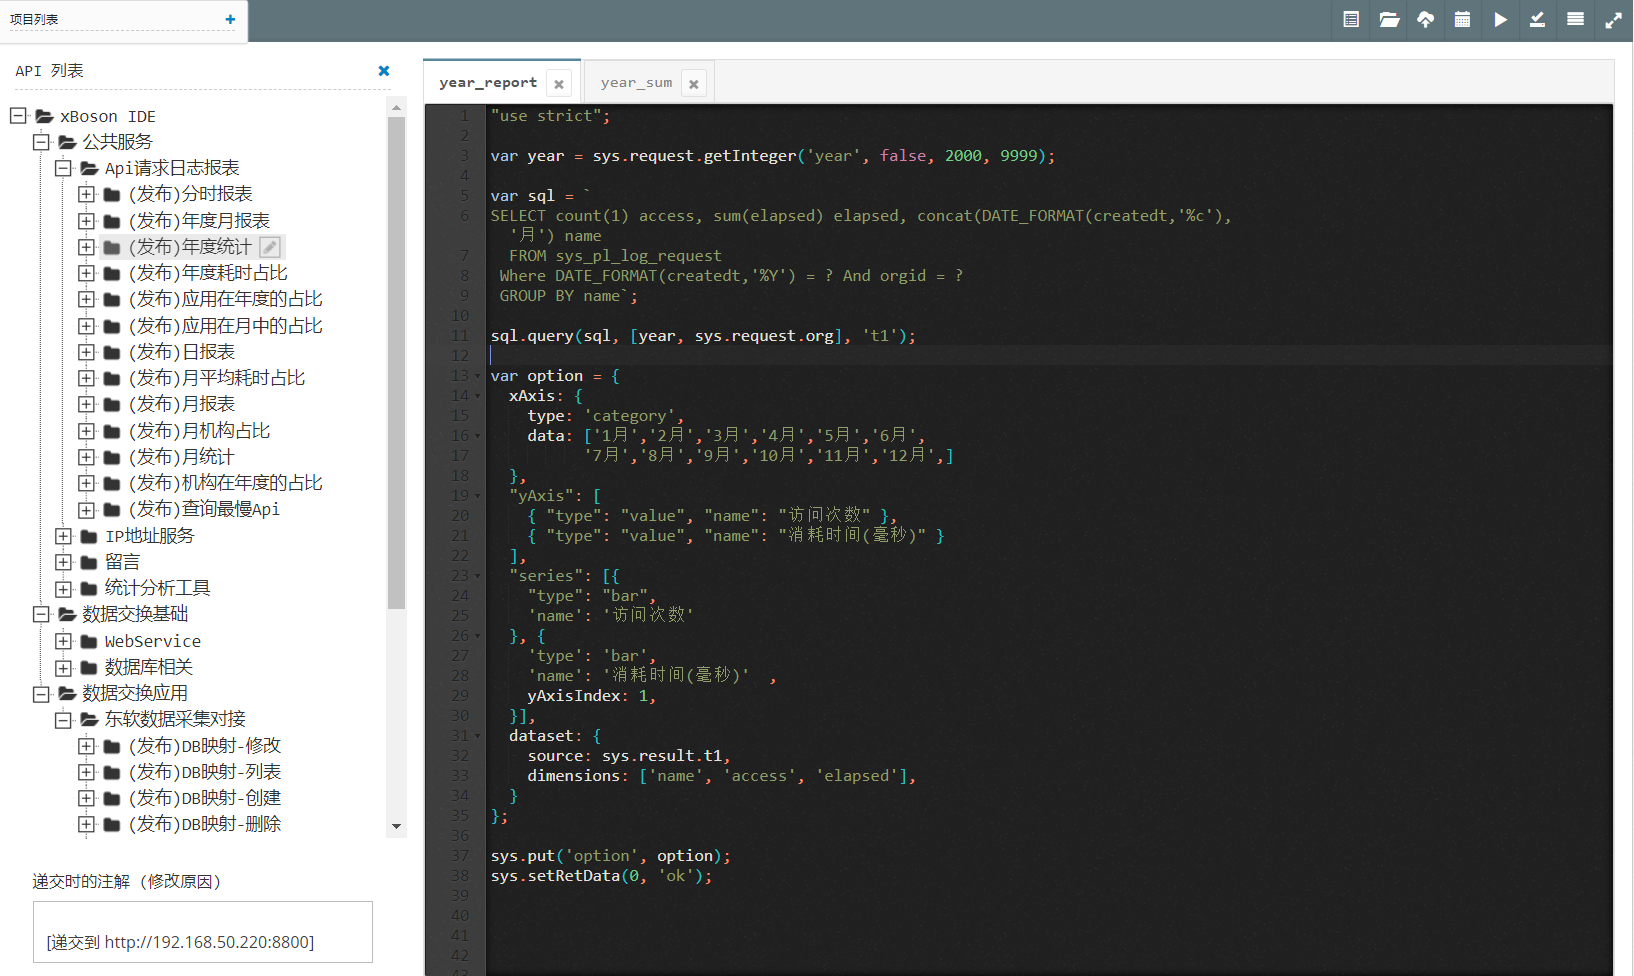 项目列表
API 列表
xBoson IDE
公共服务
Api请求日志报表
(发布)分时报表
(发布)年度月报表
(发布)年度统计
(发布)年度耗时占比
(发布)应用在年度的占比
(发布)应用在月中的占比
(发布)日报表
(发布)月平均耗时占比
(发布)月报表
(发布)月机构占比
(发布)月统计
(发布)机构在年度的占比
(发布)查询最慢Api
IP地址服务
留言
统计分析工具
数据交换基础
WebService
数据库相关
数据交换应用
东软数据采集对接
(发布)DB映射-修改
(发布)DB映射-列表
(发布)DB映射-创建
(发布)DB映射-删除
递交时的注解 (修改原因)
[递交到 http://192.168.50.220:8800]
year_report
year_sum
1 "use strict";
2
3 var year = sys.request.getInteger('year', false, 2000, 9999);
4
5 var sql = `
6 SELECT count(1) access, sum(elapsed) elapsed, concat(DATE_FORMAT(createdt,'%c'),
'月') name
7 FROM sys_pl_log_request
8 Where DATE_FORMAT(createdt,'%Y') = ? And orgid = ?
9 GROUP BY name`;
10
11 sql.query(sql, [year, sys.request.org], 't1');
12
13 var option = {
14 xAxis: {
15 type: 'category',
16 data: ['1月','2月','3月','4月','5月','6月',
17 '7月','8月','9月','10月','11月','12月',]
18 },
19 "yAxis": [
20 { "type": "value", "name": "访问次数" },
21 { "type": "value", "name": "消耗时间(毫秒)" }
22 ],
23 "series": [{
24 "type": "bar",
25 'name': '访问次数'
26 }, {
27 'type': 'bar',
28 'name': '消耗时间(毫秒)' ,
29 yAxisIndex: 1,
30 }],
31 dataset: {
32 source: sys.result.t1,
33 dimensions: ['name', 'access', 'elapsed'],
34 }
35 };
36
37 sys.put('option', option);
38 sys.setRetData(0, 'ok');
39
40
41
42
43